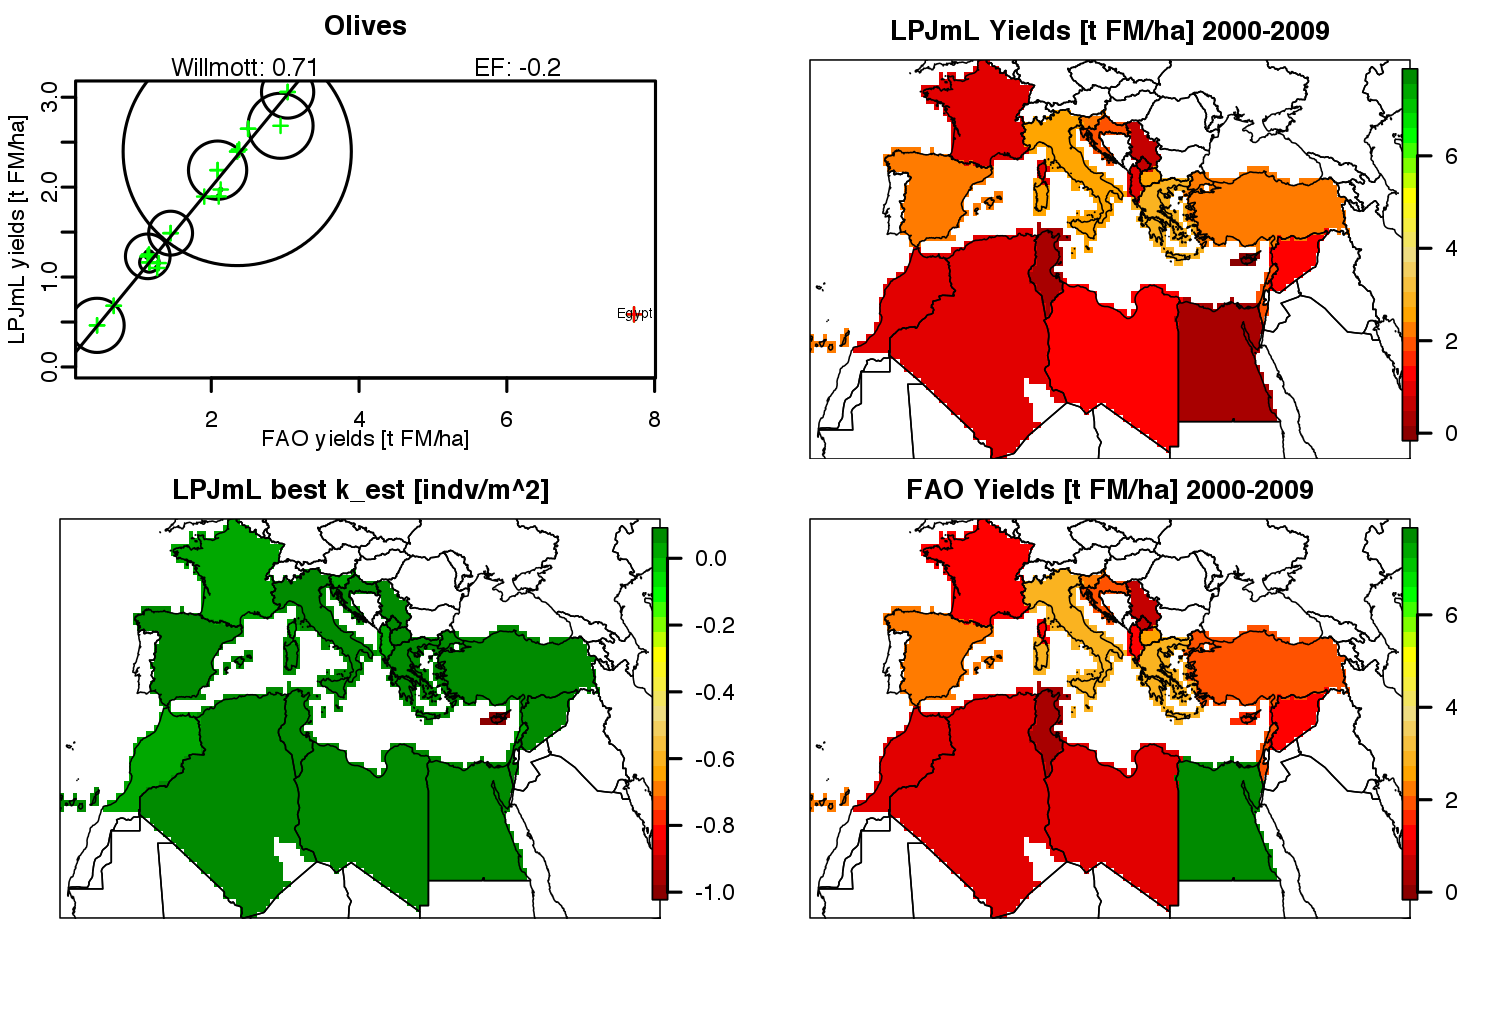 Olives
Willmott: 0.71 EF: -0.2
LPJmL yields [t FM/ha]
3.0
2.0
1.0
0.0
Egypt
2 4 6 8
FAO yields [t FM/ha]
LPJmL Yields [t FM/ha] 2000-2009
6
4
2
0
LPJmL best k_est [indv/m^2]
0.0
-0.2
-0.4
-0.6
-0.8
-1.0
FAO Yields [t FM/ha] 2000-2009
6
4
2
0